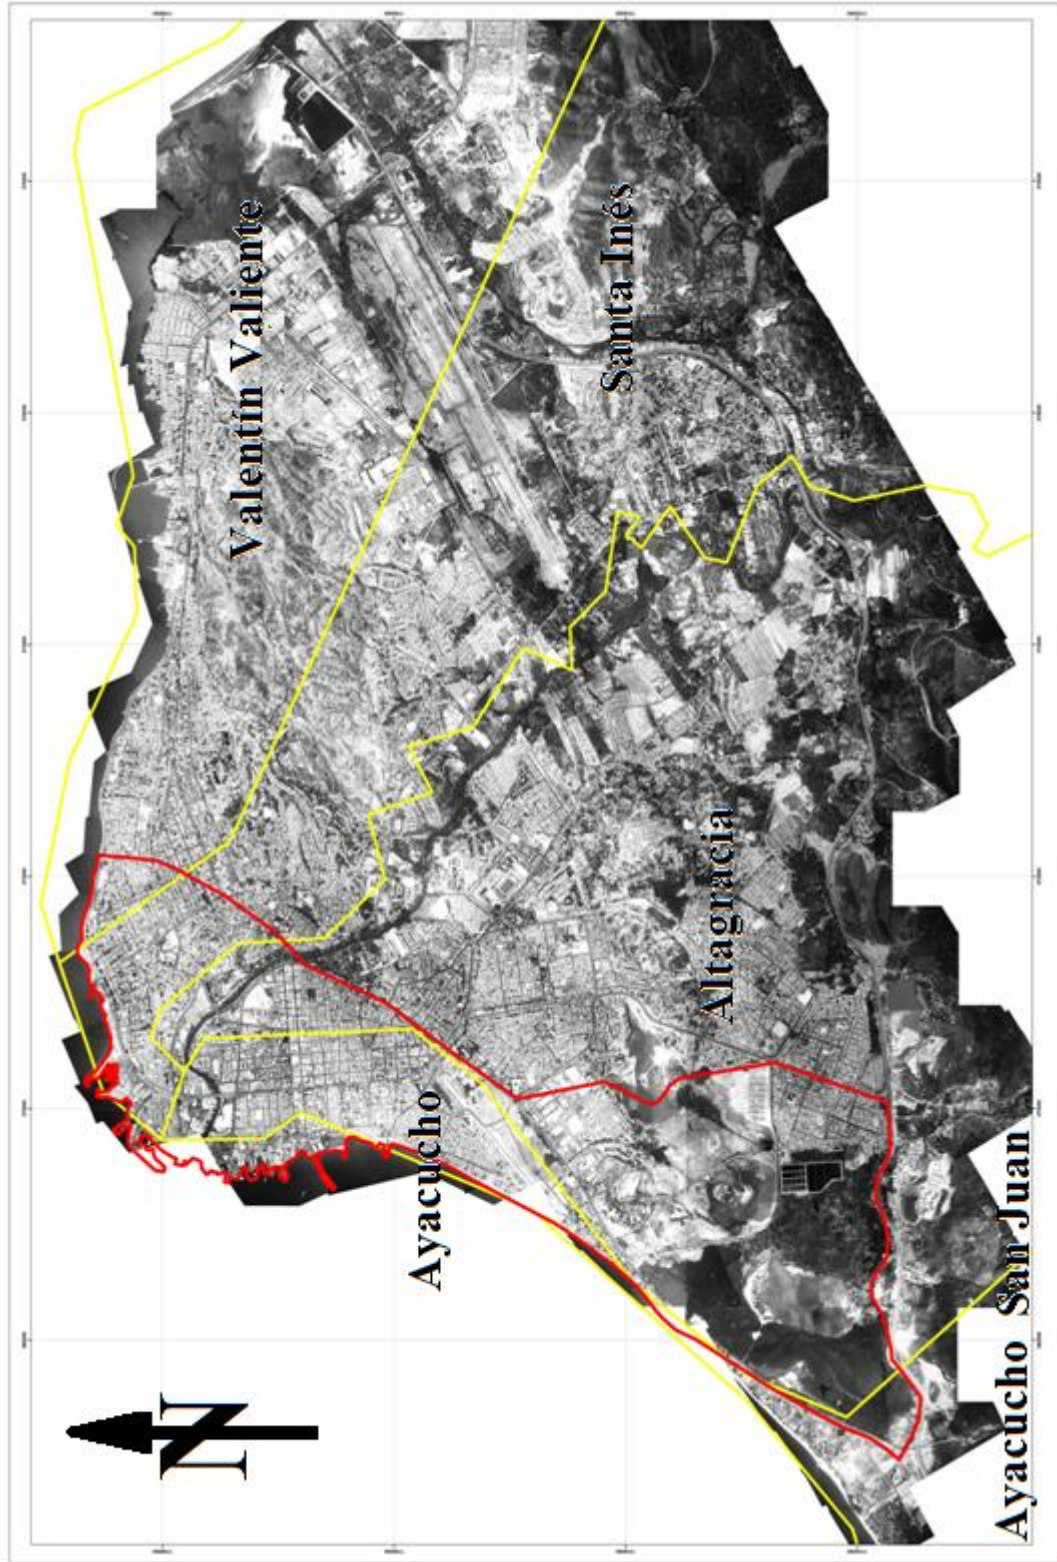 N
Valentín Valiente
Ayacucho
Santa Inés
Altagracia
Ayacucho San Juan